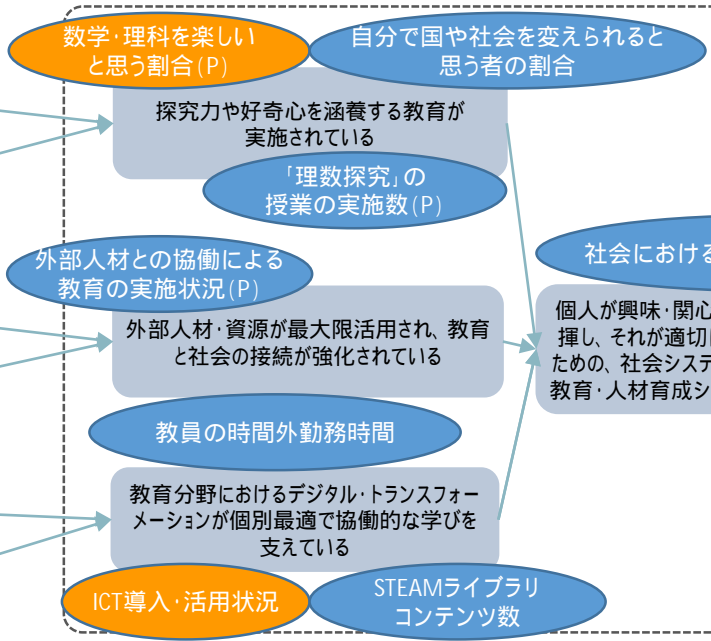 数学・理科を楽しい
と思う割合(P)
自分で国や社会を変えられると
思う者の割合
探究力や好奇心を涵養する教育が
実施されている
「理数探究」の
授業の実施数(P)
外部人材との協働による
教育の実施状況(P)
社会における
外部人材・資源が最大限活用され、教育
と社会の接続が強化されている
個人が興味・関心
揮し、それが適切に
ための、社会システ
教育・人材育成シ
教員の時間外勤務時間
教育分野におけるデジタル・トランスフォー
メーションが個別最適で協働的な学びを
支えている
ICT導入・活用状況
STEAMライブラリ
コンテンツ数